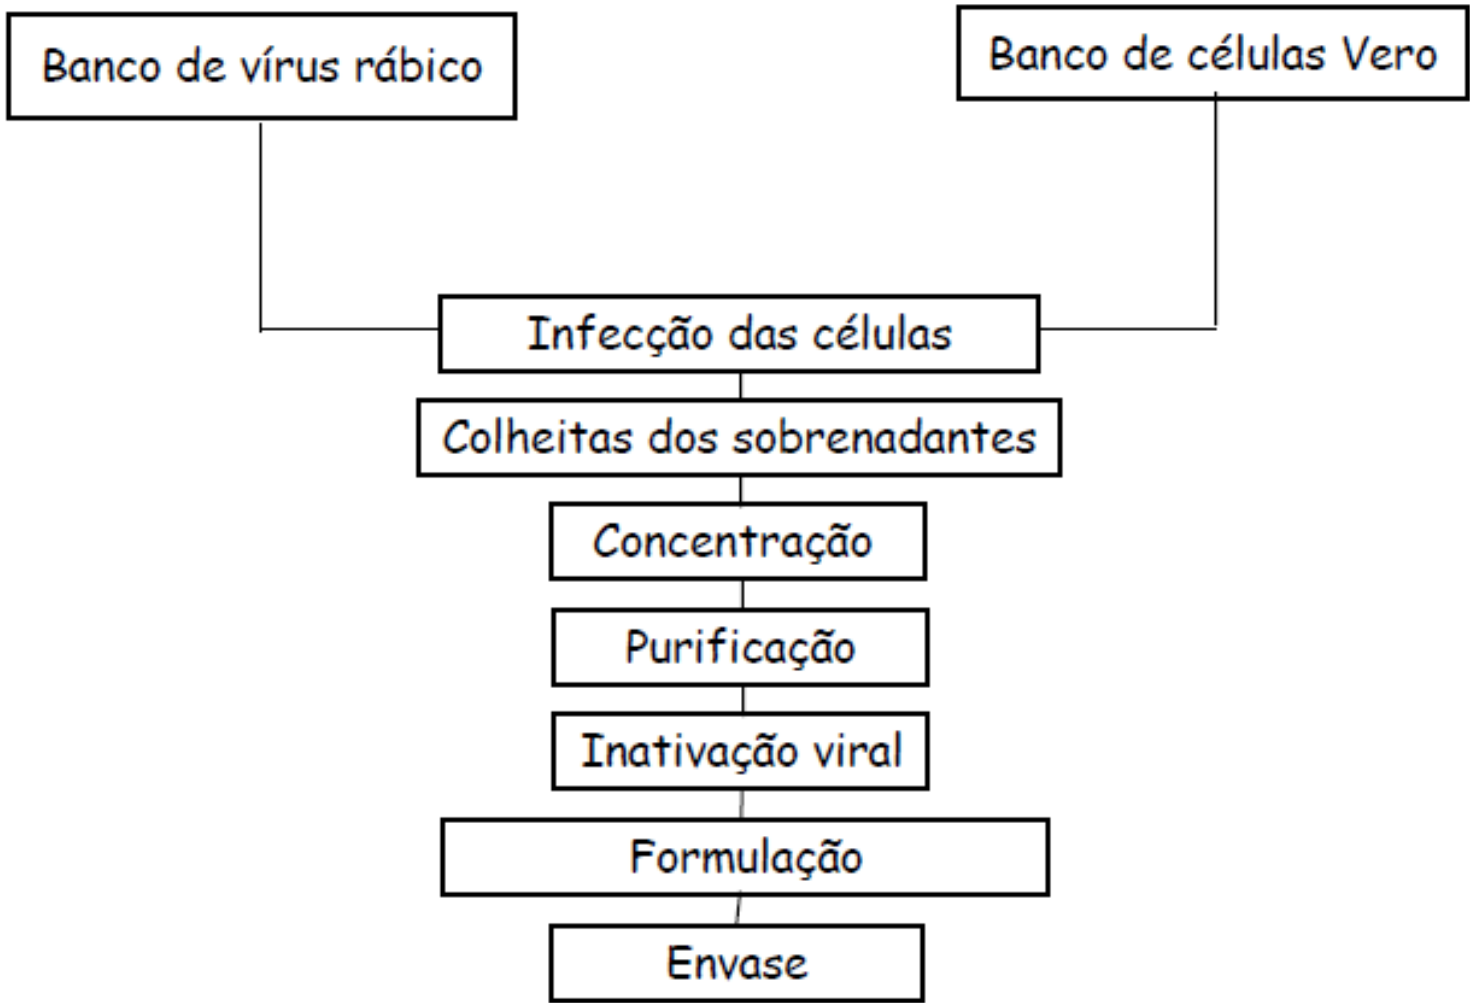 Banco de vírus rábico
Banco de células Vero
Infecção das células
Colheitas dos sobrenadantes
Concentração
Purificação
Inativação viral
Formulação
Envase